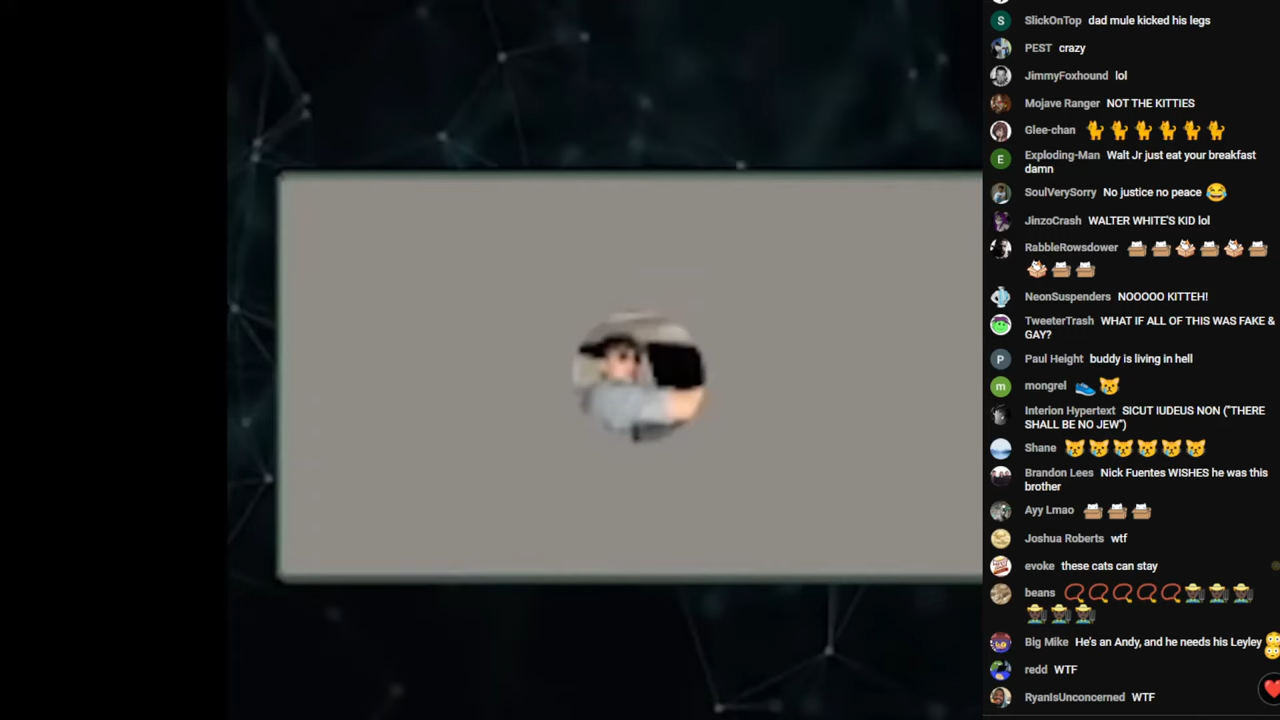 SlickOnTop dad mule kicked his legs
PEST crazy
JimmyFoxhound lol
Mojave Ranger NOT THE KITTIES
Glee-chan 🐈🐈🐈🐈🐈🐈
Exploding-Man Walt Jr just eat your breakfast
damn
SoulVerySorry No justice no peace 😂
JinzoCrash WALTER WHITE'S KID lol
RabbleRowsdower
NeonSuspenders NOOOOO KITTEH!
TweeterTrash WHAT IF ALL OF THIS WAS FAKE &
GAY?
Paul Height buddy is living in hell
mongrel 👟😿
Interion Hypertext SICUT IUDEUS NON ("THERE
SHALL BE NO JEW")
Shane 😿😿😿😿😿😿
Brandon Lees Nick Fuentes WISHES he was this
brother
Ayy Lmao
Joshua Roberts wtf
evoke these cats can stay
beans
Big Mike He's an Andy, and he needs his Leyley
redd WTF
RyanIsUnconcerned WTF